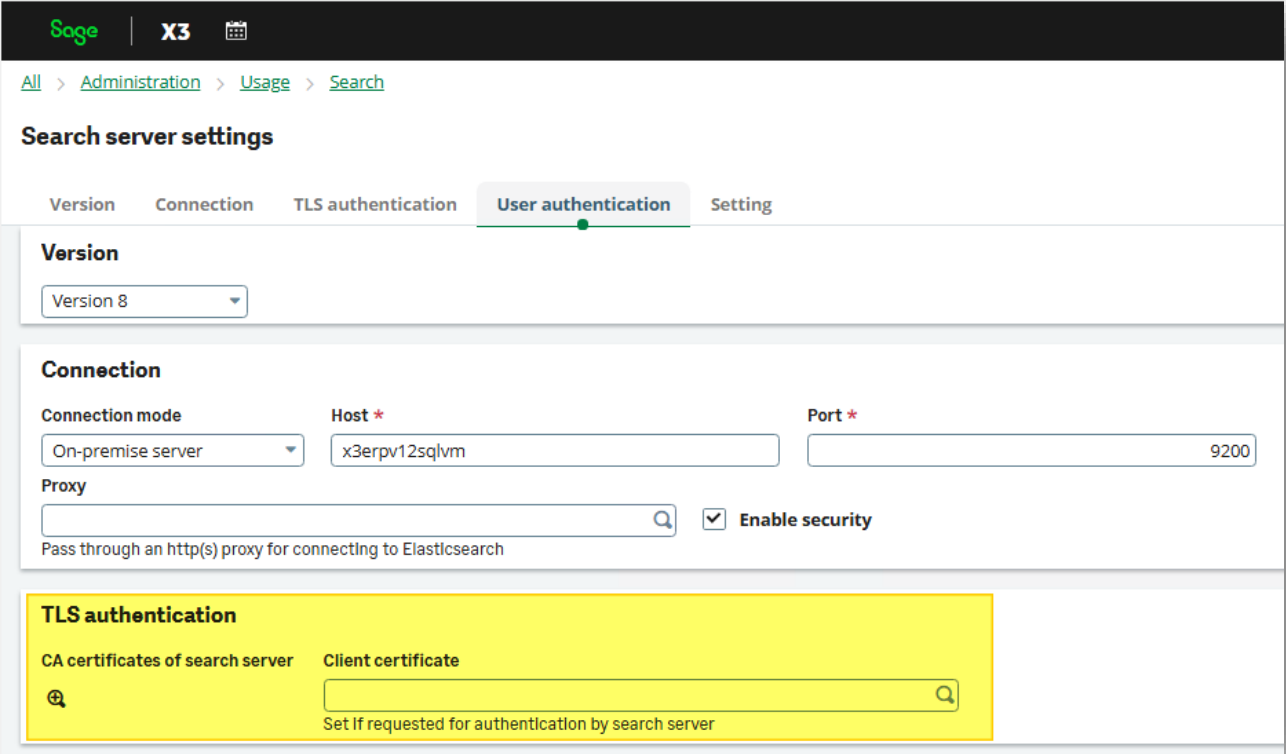 Sage X3
All > Administration > Usage > Search
Search server settings
Version Connection TLS authentication User authentication Setting
Version
Version 8
Connection
Connection mode Host * Port *
On-premise server x3erpv12sqlvm 9200
Proxy
Enable security
Pass through an http(s) proxy for connecting to Elasticsearch
TLS authentication
CA certificates of search server Client certificate
Set if requested for authentication by search server